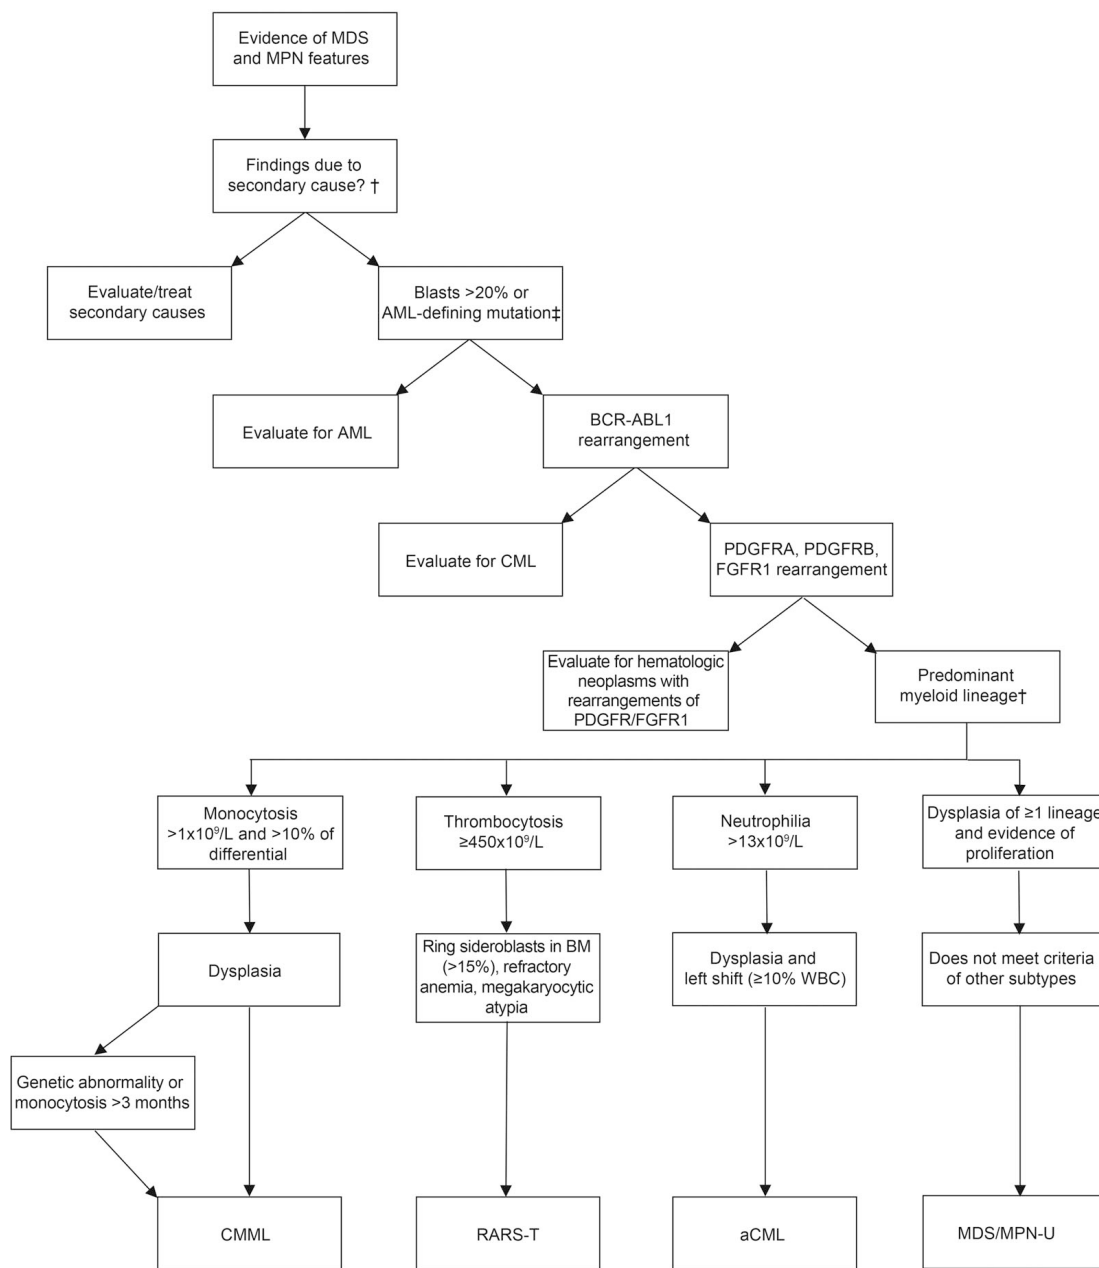 Evidence of MDS
and MPN features
Findings due to
secondary cause? †
Evaluate/treat
secondary causes
Blasts >20% or
AML-defining mutation‡
Evaluate for AML
BCR-ABL1
rearrangement
Evaluate for CML
PDGFRA, PDGFRB,
FGFR1 rearrangement
Evaluate for hematologic
neoplasms with
rearrangements of
PDGFR/FGFR1
Predominant
myeloid lineage†
Monocytosis
>1x10⁹/L and >10% of
differential
Thrombocytosis
≥450x10⁹/L
Neutrophilia
>13x10⁹/L
Dysplasia of ≥1 lineage
and evidence of
proliferation
Dysplasia
Ring sideroblasts in BM
(>15%), refractory
anemia, megakaryocytic
atypia
Dysplasia and
left shift (≥10% WBC)
Does not meet criteria
of other subtypes
Genetic abnormality or
monocytosis >3 months
CMML
RARS-T
aCML
MDS/MPN-U